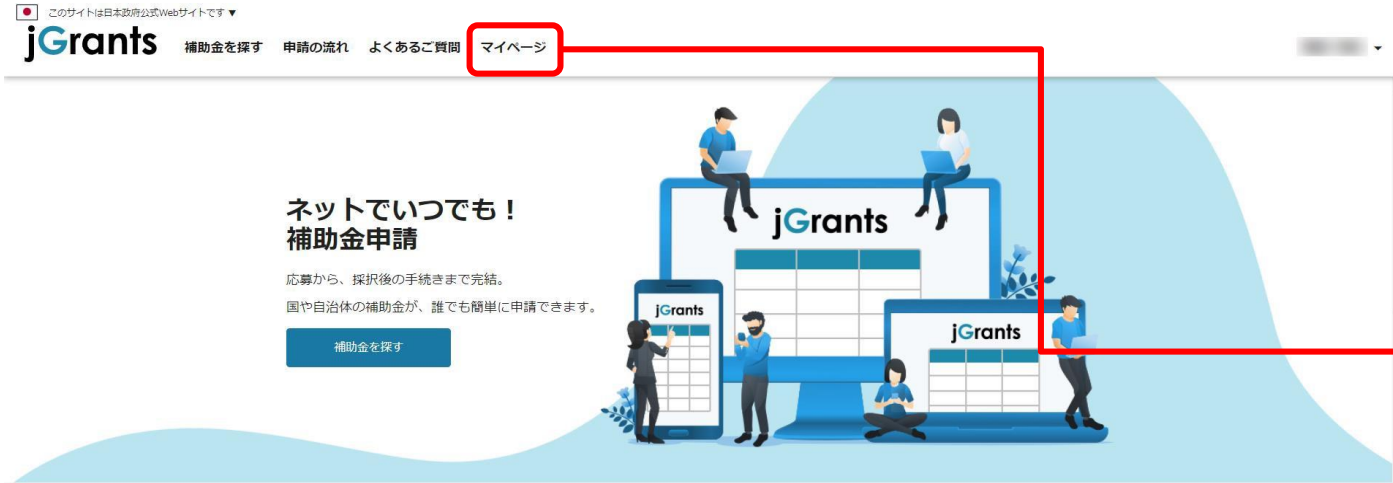 このサイトは日本政府公式Webサイトです▼
jGrants 補助金を探す 申請の流れ よくあるご質問 マイページ
ネットでいつでも！
補助金申請
応募から、採択後の手続きまで完結。
国や自治体の補助金が、誰でも簡単に申請できます。
補助金を探す
jGrants
jGrants
jGrants